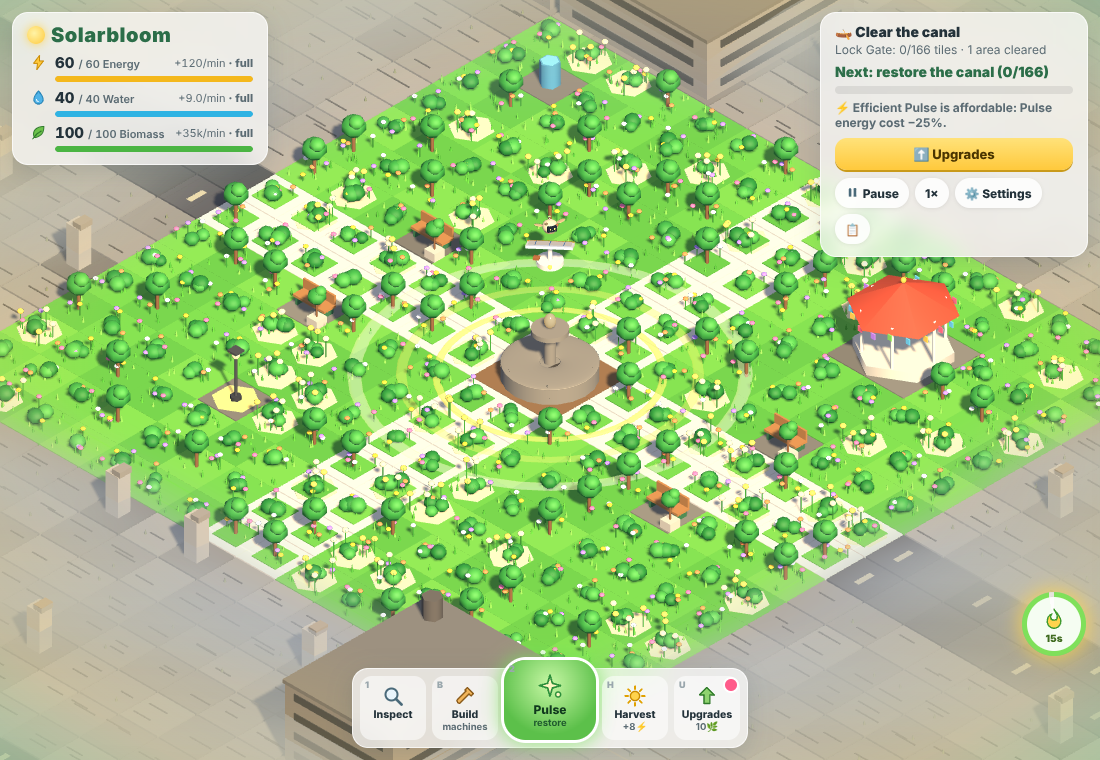 Solarbloom
60 / 60 Energy +120/min · full
40 / 40 Water +9.0/min · full
100 / 100 Biomass +35k/min · full
Clear the canal
Lock Gate: 0/166 tiles · 1 area cleared
Next: restore the canal (0/166)
⚡ Efficient Pulse is affordable: Pulse
energy cost −25%.
⬆️ Upgrades
⏸ Pause
1×
⚙️ Settings
15s
1
Inspect
B
Build
machines
Pulse
restore
H
Harvest
+8⚡
U
Upgrades
10🌿